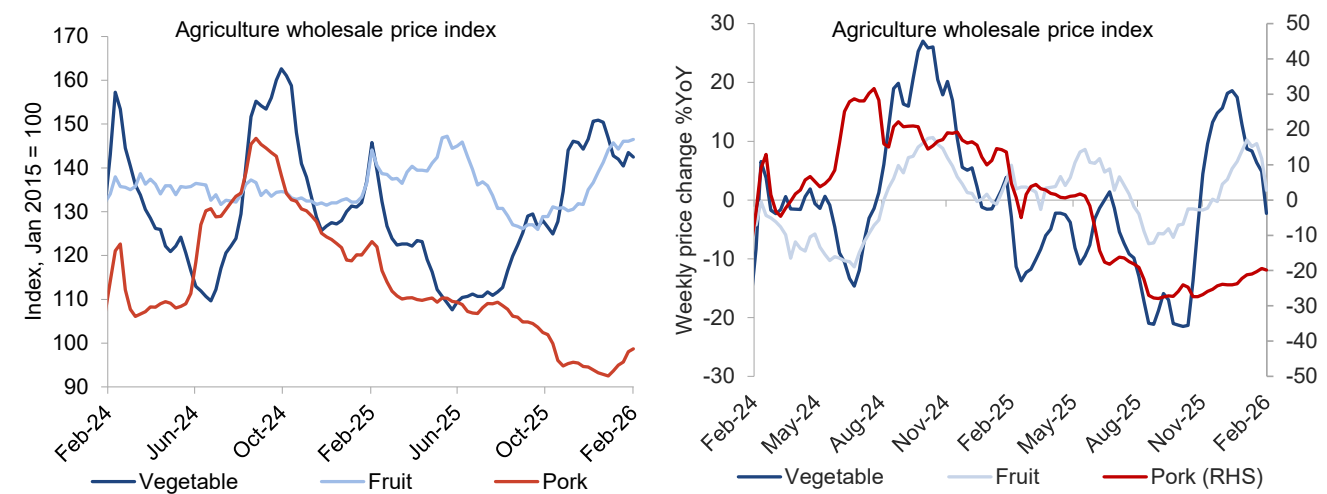 Agriculture wholesale price index
Index, Jan 2015 = 100
170
160
150
140
130
120
110
100
90
Feb-24
Jun-24
Oct-24
Feb-25
Jun-25
Oct-25
Feb-26
Vegetable
Fruit
Pork
Agriculture wholesale price index
Weekly price change %YoY
30
20
10
0
-10
-20
-30
50
40
30
20
10
0
-10
-20
-30
-40
-50
Feb-24
May-24
Aug-24
Nov-24
Feb-25
May-25
Aug-25
Nov-25
Feb-26
Vegetable
Fruit
Pork (RHS)